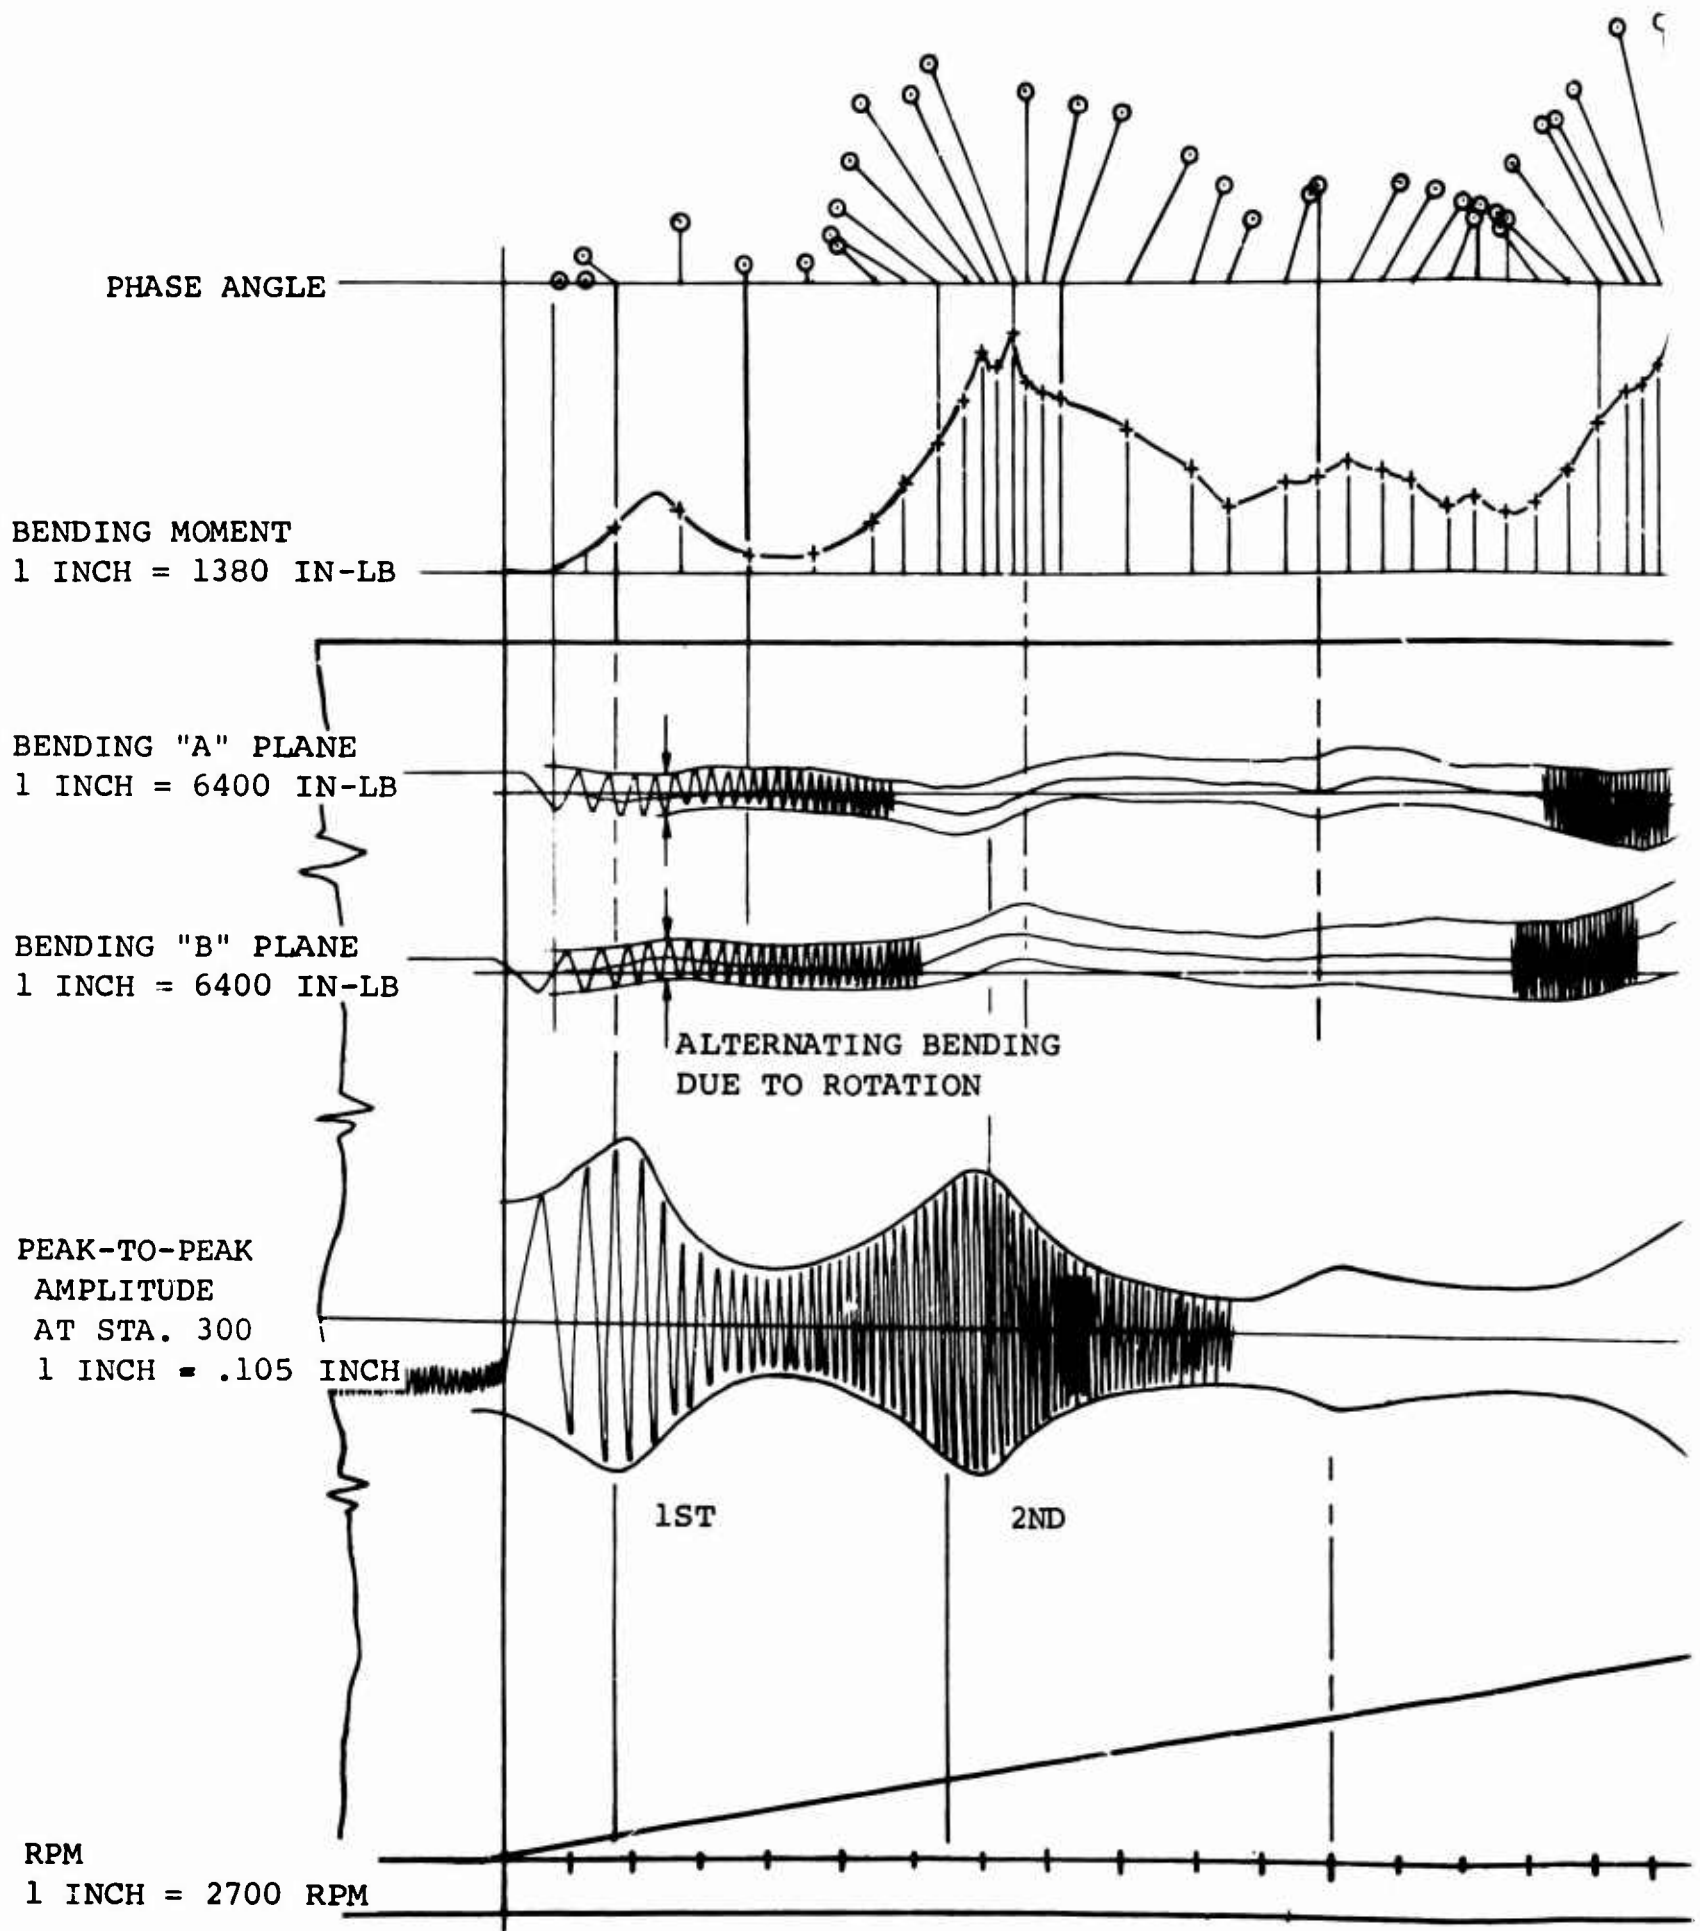 PHASE ANGLE
BENDING MOMENT
1 INCH = 1380 IN-LB
BENDING "A" PLANE
1 INCH = 6400 IN-LB
BENDING "B" PLANE
1 INCH = 6400 IN-LB
ALTERNATING BENDING
DUE TO ROTATION
PEAK-TO-PEAK
AMPLITUDE
AT STA. 300
1 INCH = .105 INCH
1ST
2ND
RPM
1 INCH = 2700 RPM